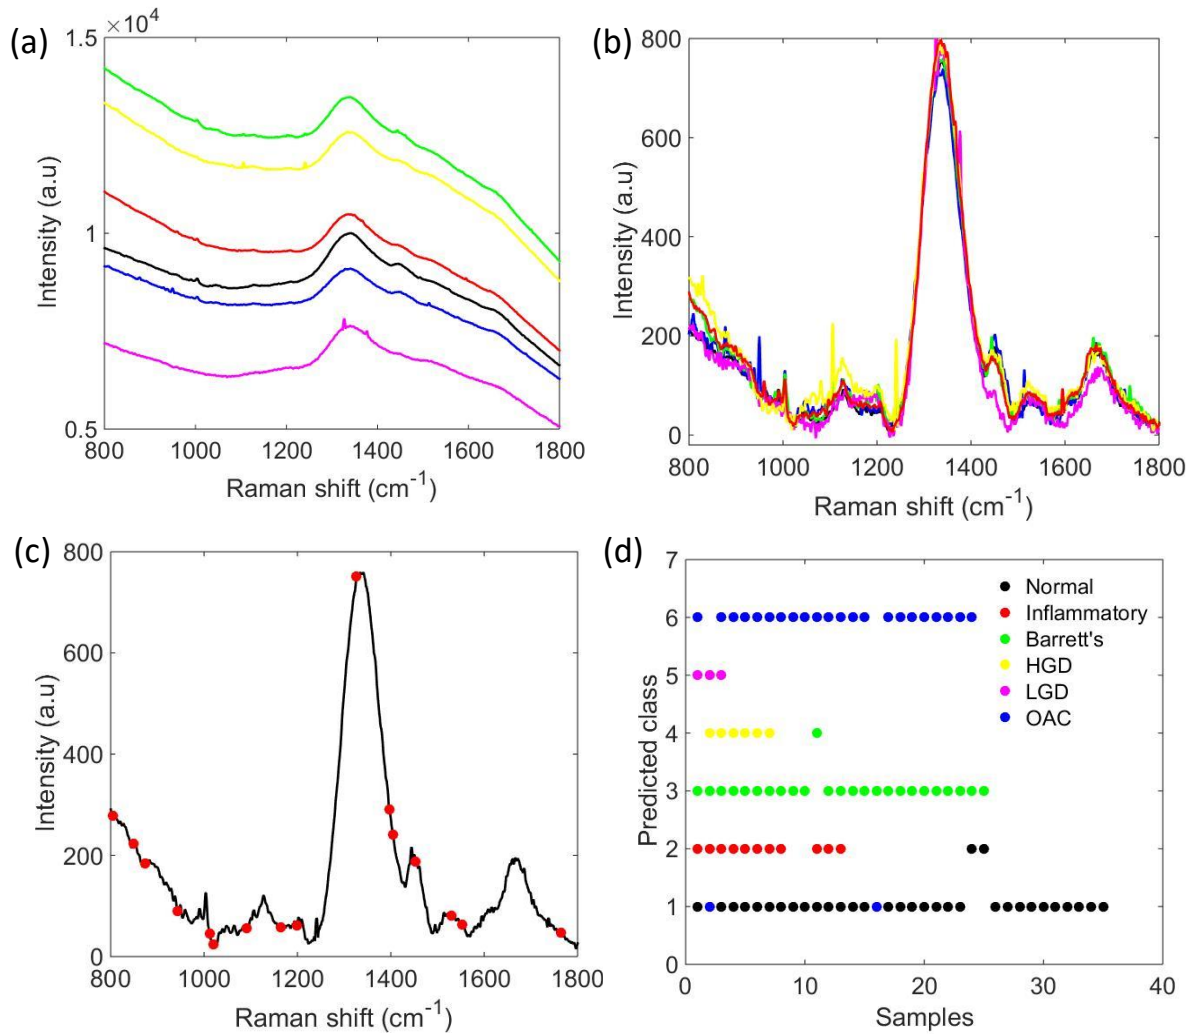 (a)
×10⁴
1.5
1
0.5
Intensity (a.u)
800 1000 1200 1400 1600 1800
Raman shift (cm⁻¹)
(b)
800
600
400
200
0
Intensity (a.u)
800 1000 1200 1400 1600 1800
Raman shift (cm⁻¹)
(c)
800
600
400
200
0
Intensity (a.u)
800 1000 1200 1400 1600 1800
Raman shift (cm⁻¹)
(d)
7
6
5
4
3
2
1
0
Predicted class
Normal
Inflammatory
Barrett's
HGD
LGD
OAC
0 10 20 30 40
Samples